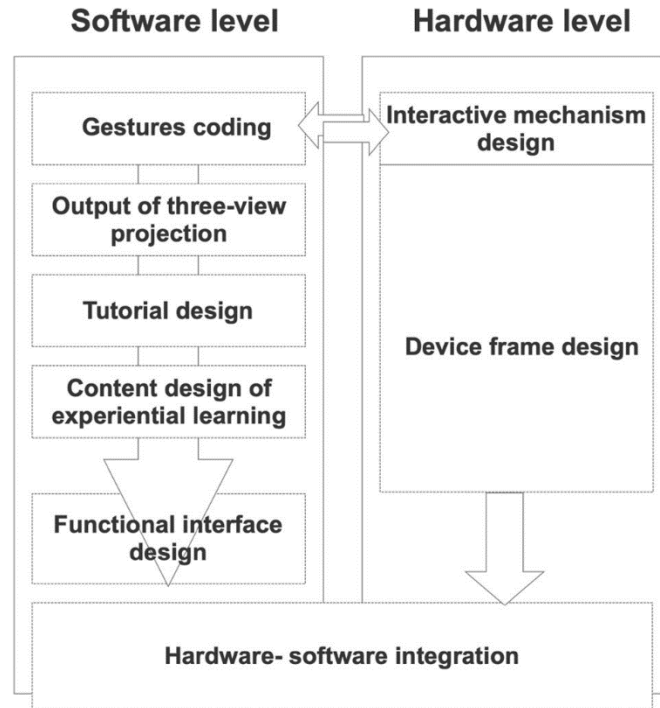 Software level
Hardware level
Gestures coding
Interactive mechanism
design
Output of three-view
projection
Tutorial design
Device frame design
Content design of
experiential learning
Functional interface
design
Hardware- software integration